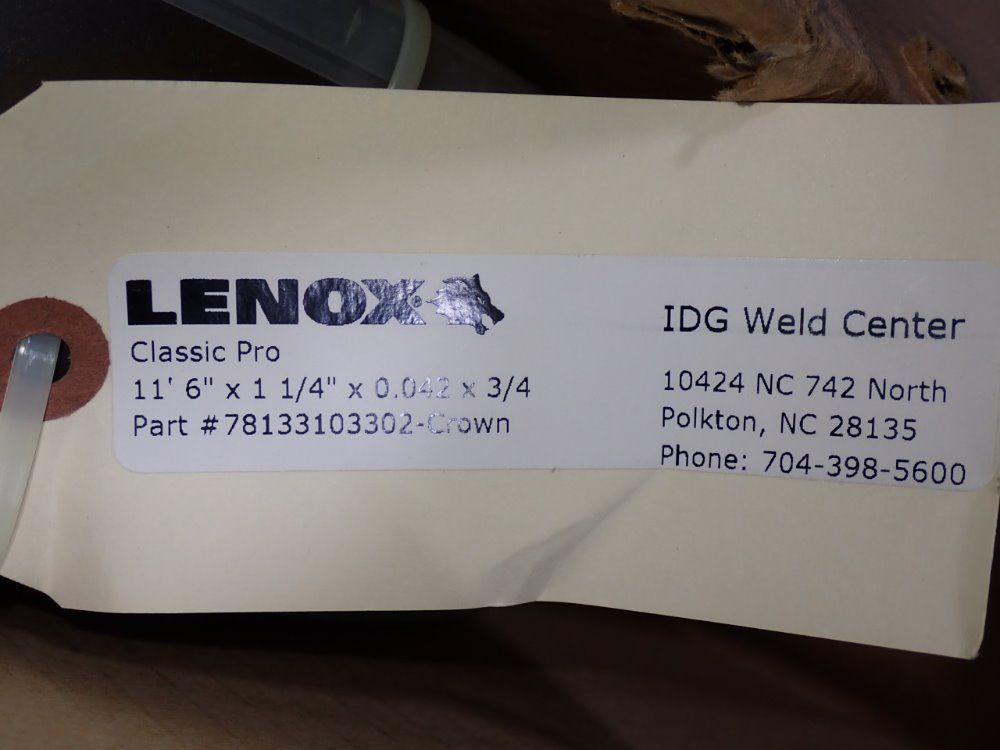 LENOX®
Classic Pro
11' 6" x 1 1/4" x 0.042 x 3/4
Part #78133103302-Crown
IDG Weld Center
10424 NC 742 North
Polkton, NC 28135
Phone: 704-398-5600